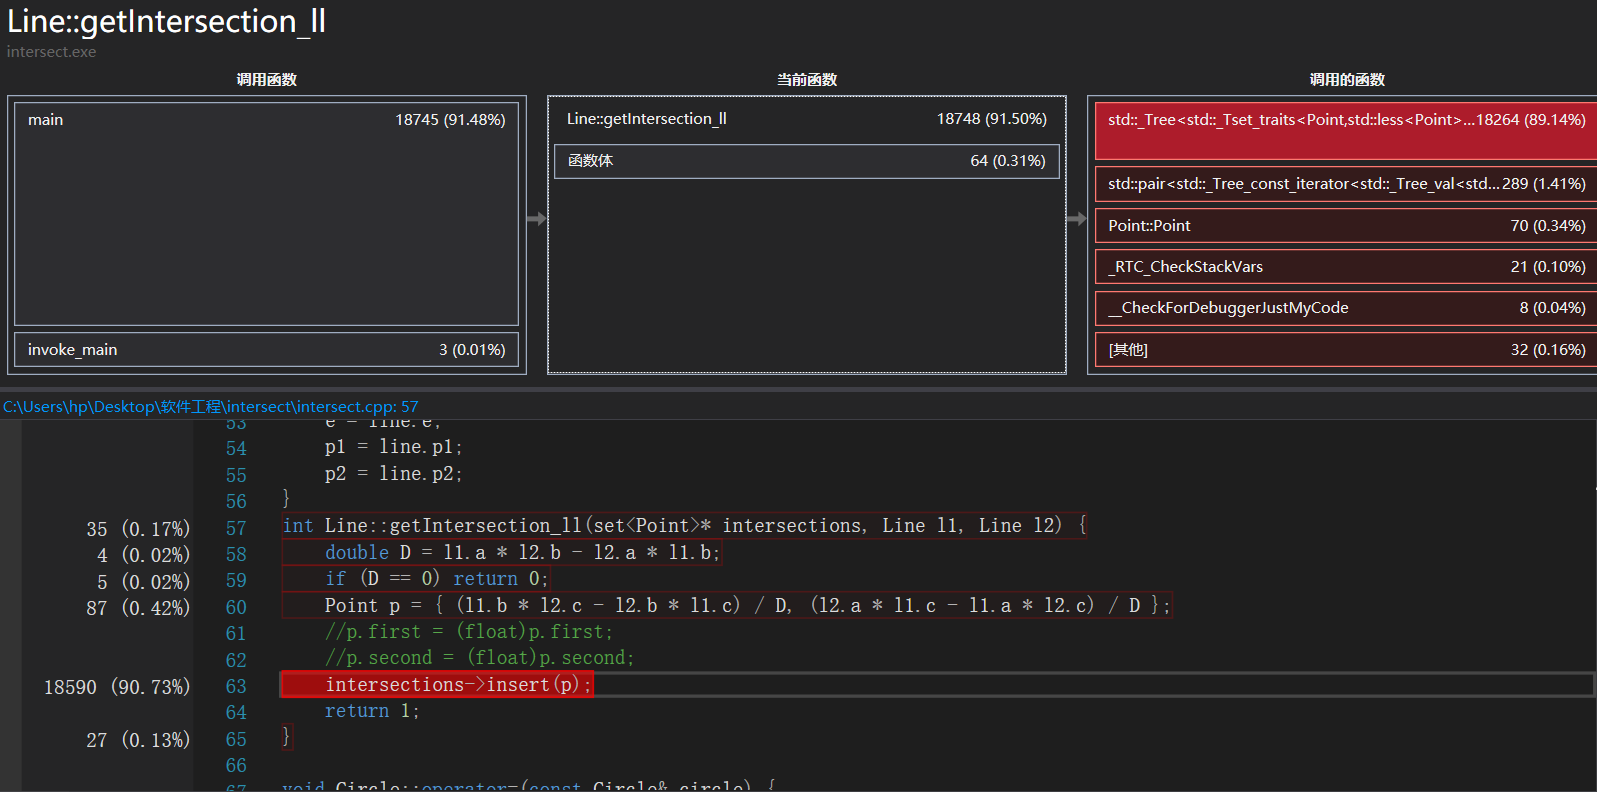 Line::getIntersection_ll
intersect.exe
调用函数
当前函数
调用的函数
main 18745 (91.48%)
invoke_main 3 (0.01%)
Line::getIntersection_ll 18748 (91.50%)
函数体 64 (0.31%)
std::_Tree<std::_Tset_traits<Point,std::less<Point>...18264 (89.14%)
std::pair<std::_Tree_const_iterator<std::_Tree_val<std...289 (1.41%)
Point::Point 70 (0.34%)
_RTC_CheckStackVars 21 (0.10%)
__CheckForDebuggerJustMyCode 8 (0.04%)
[其他] 32 (0.16%)
C:\Users\hp\Desktop\软件工程\intersect\intersect.cpp: 57
53 e = line.e;
54 p1 = line.p1;
55 p2 = line.p2;
56 }
35 (0.17%) 57 int Line::getIntersection_ll(set<Point>* intersections, Line l1, Line l2) {
4 (0.02%) 58 double D = l1.a * l2.b - l2.a * l1.b;
5 (0.02%) 59 if (D == 0) return 0;
87 (0.42%) 60 Point p = { (l1.b * l2.c - l2.b * l1.c) / D, (l2.a * l1.c - l1.a * l2.c) / D };
61 //p.first = (float)p.first;
62 //p.second = (float)p.second;
18590 (90.73%) 63 intersections->insert(p);
64 return 1;
27 (0.13%) 65 }
66
67 void Circle::operator=(const Circle& circle) {